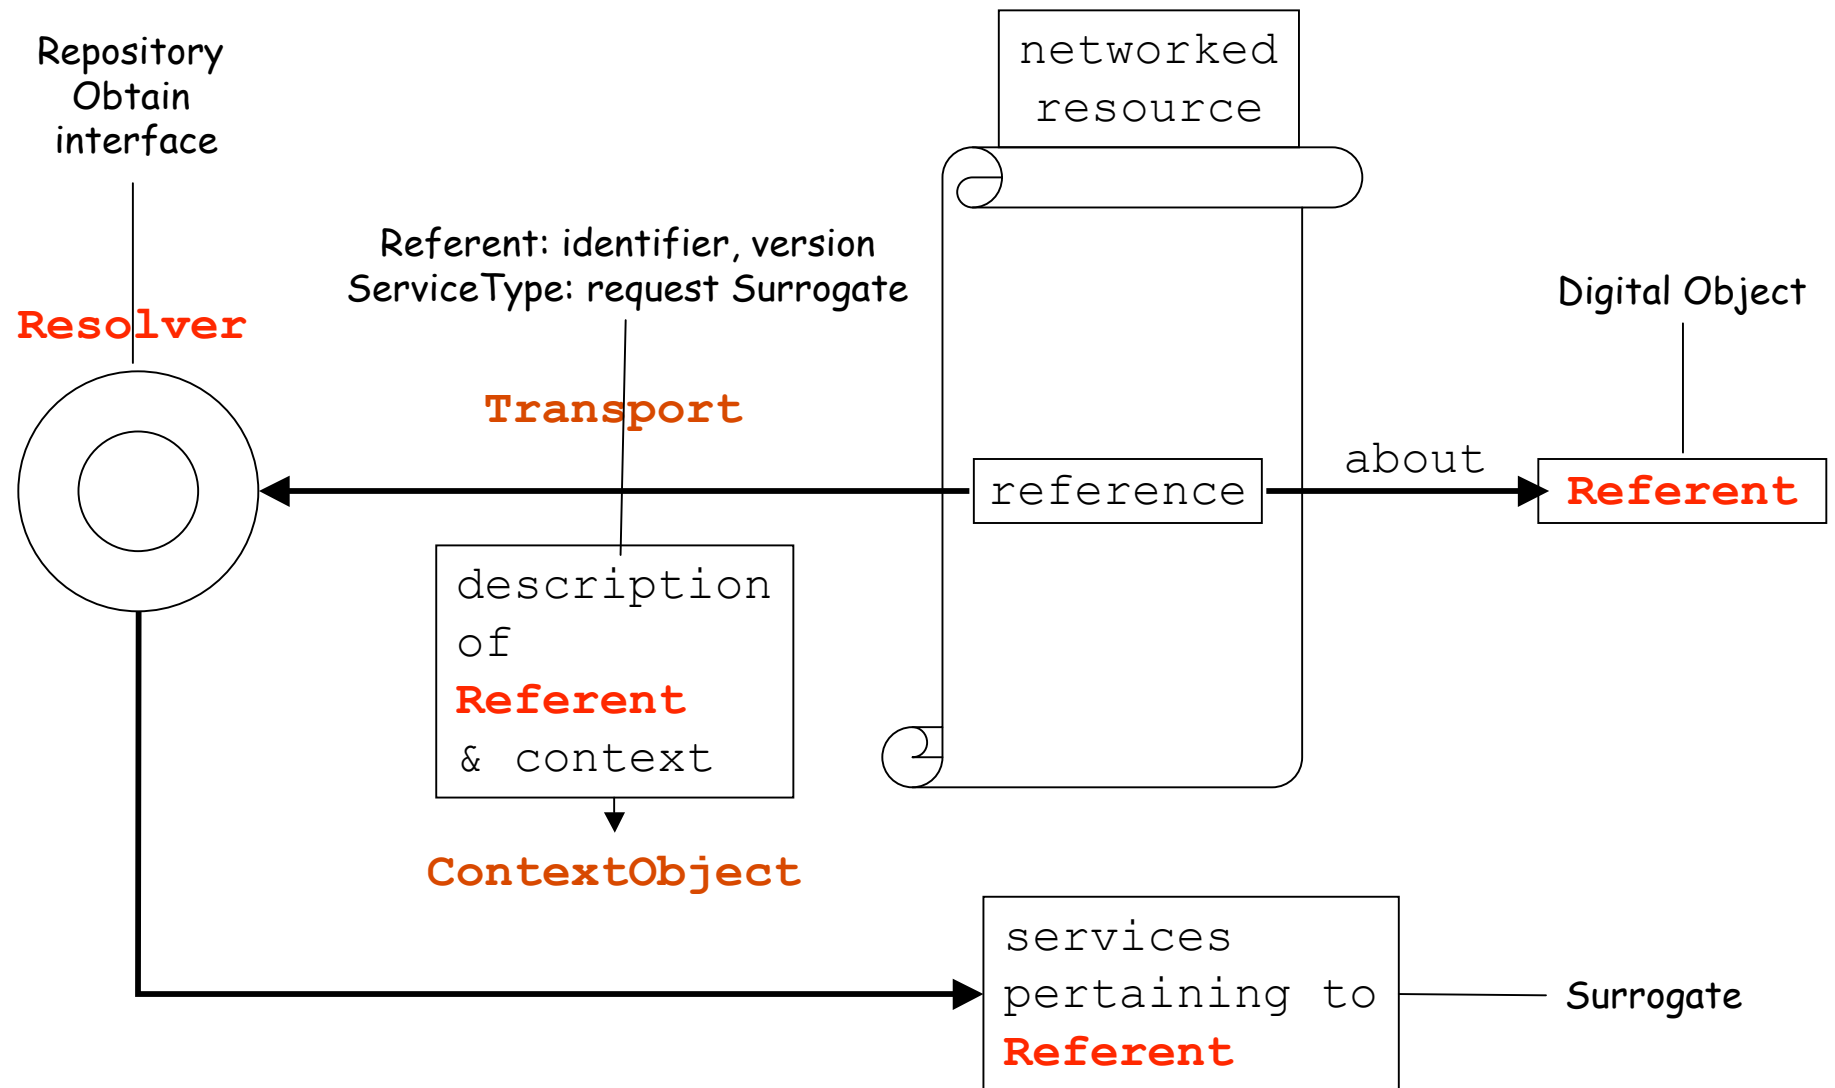 Repository
Obtain
interface
networked
resource
Referent: identifier, version
ServiceType: request Surrogate
Digital Object
Resolver
Transport
reference
about
Referent
description
of
Referent
& context
ContextObject
services
pertaining to
Referent
Surrogate